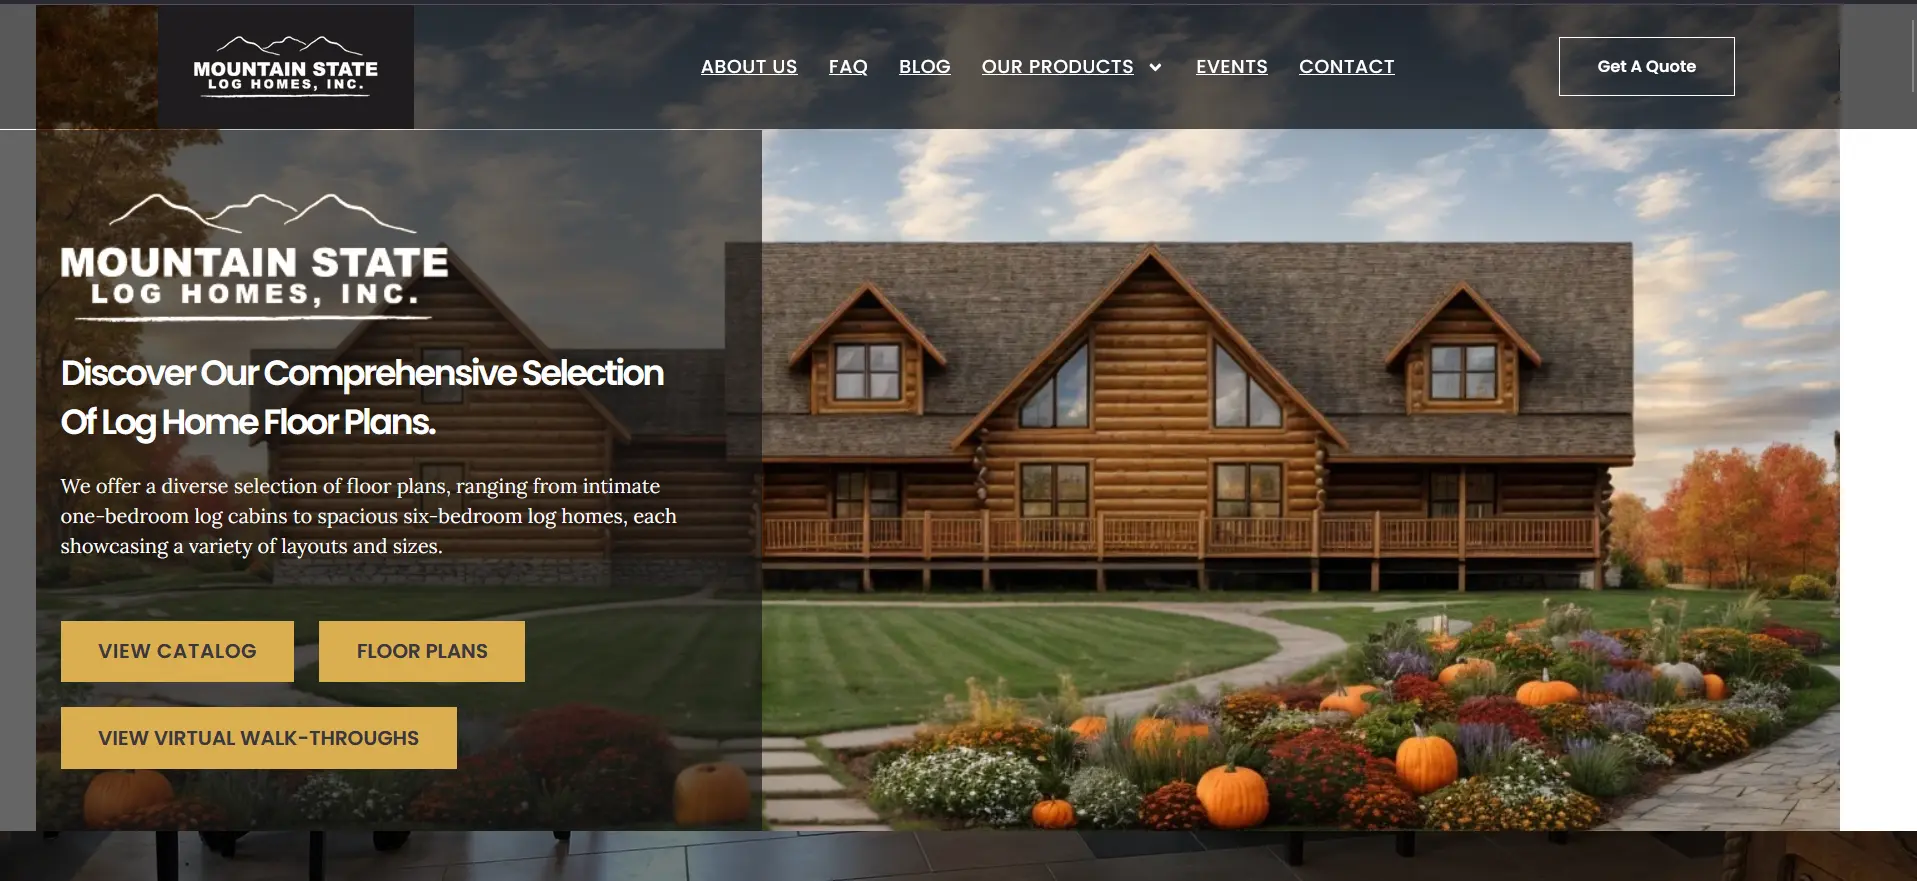 MOUNTAIN STATE
LOG HOMES, INC.
ABOUT US
FAQ
BLOG
OUR PRODUCTS
EVENTS
CONTACT
Get A Quote
MOUNTAIN STATE
LOG HOMES, INC.
Discover Our Comprehensive Selection
Of Log Home Floor Plans.
We offer a diverse selection of floor plans, ranging from intimate
one-bedroom log cabins to spacious six-bedroom log homes, each
showcasing a variety of layouts and sizes.
VIEW CATALOG
FLOOR PLANS
VIEW VIRTUAL WALK-THROUGHS